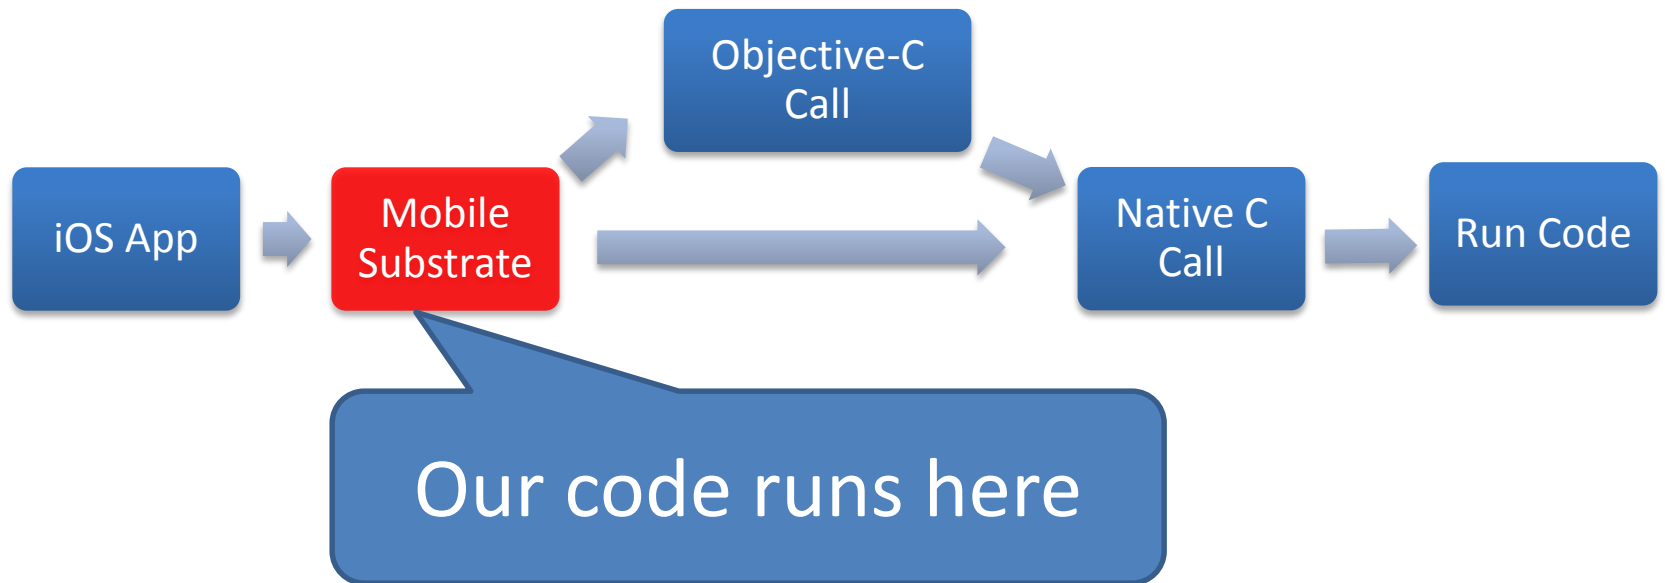 iOS App
Mobile
Substrate
Objective-C
Call
Native C
Call
Run Code
Our code runs here